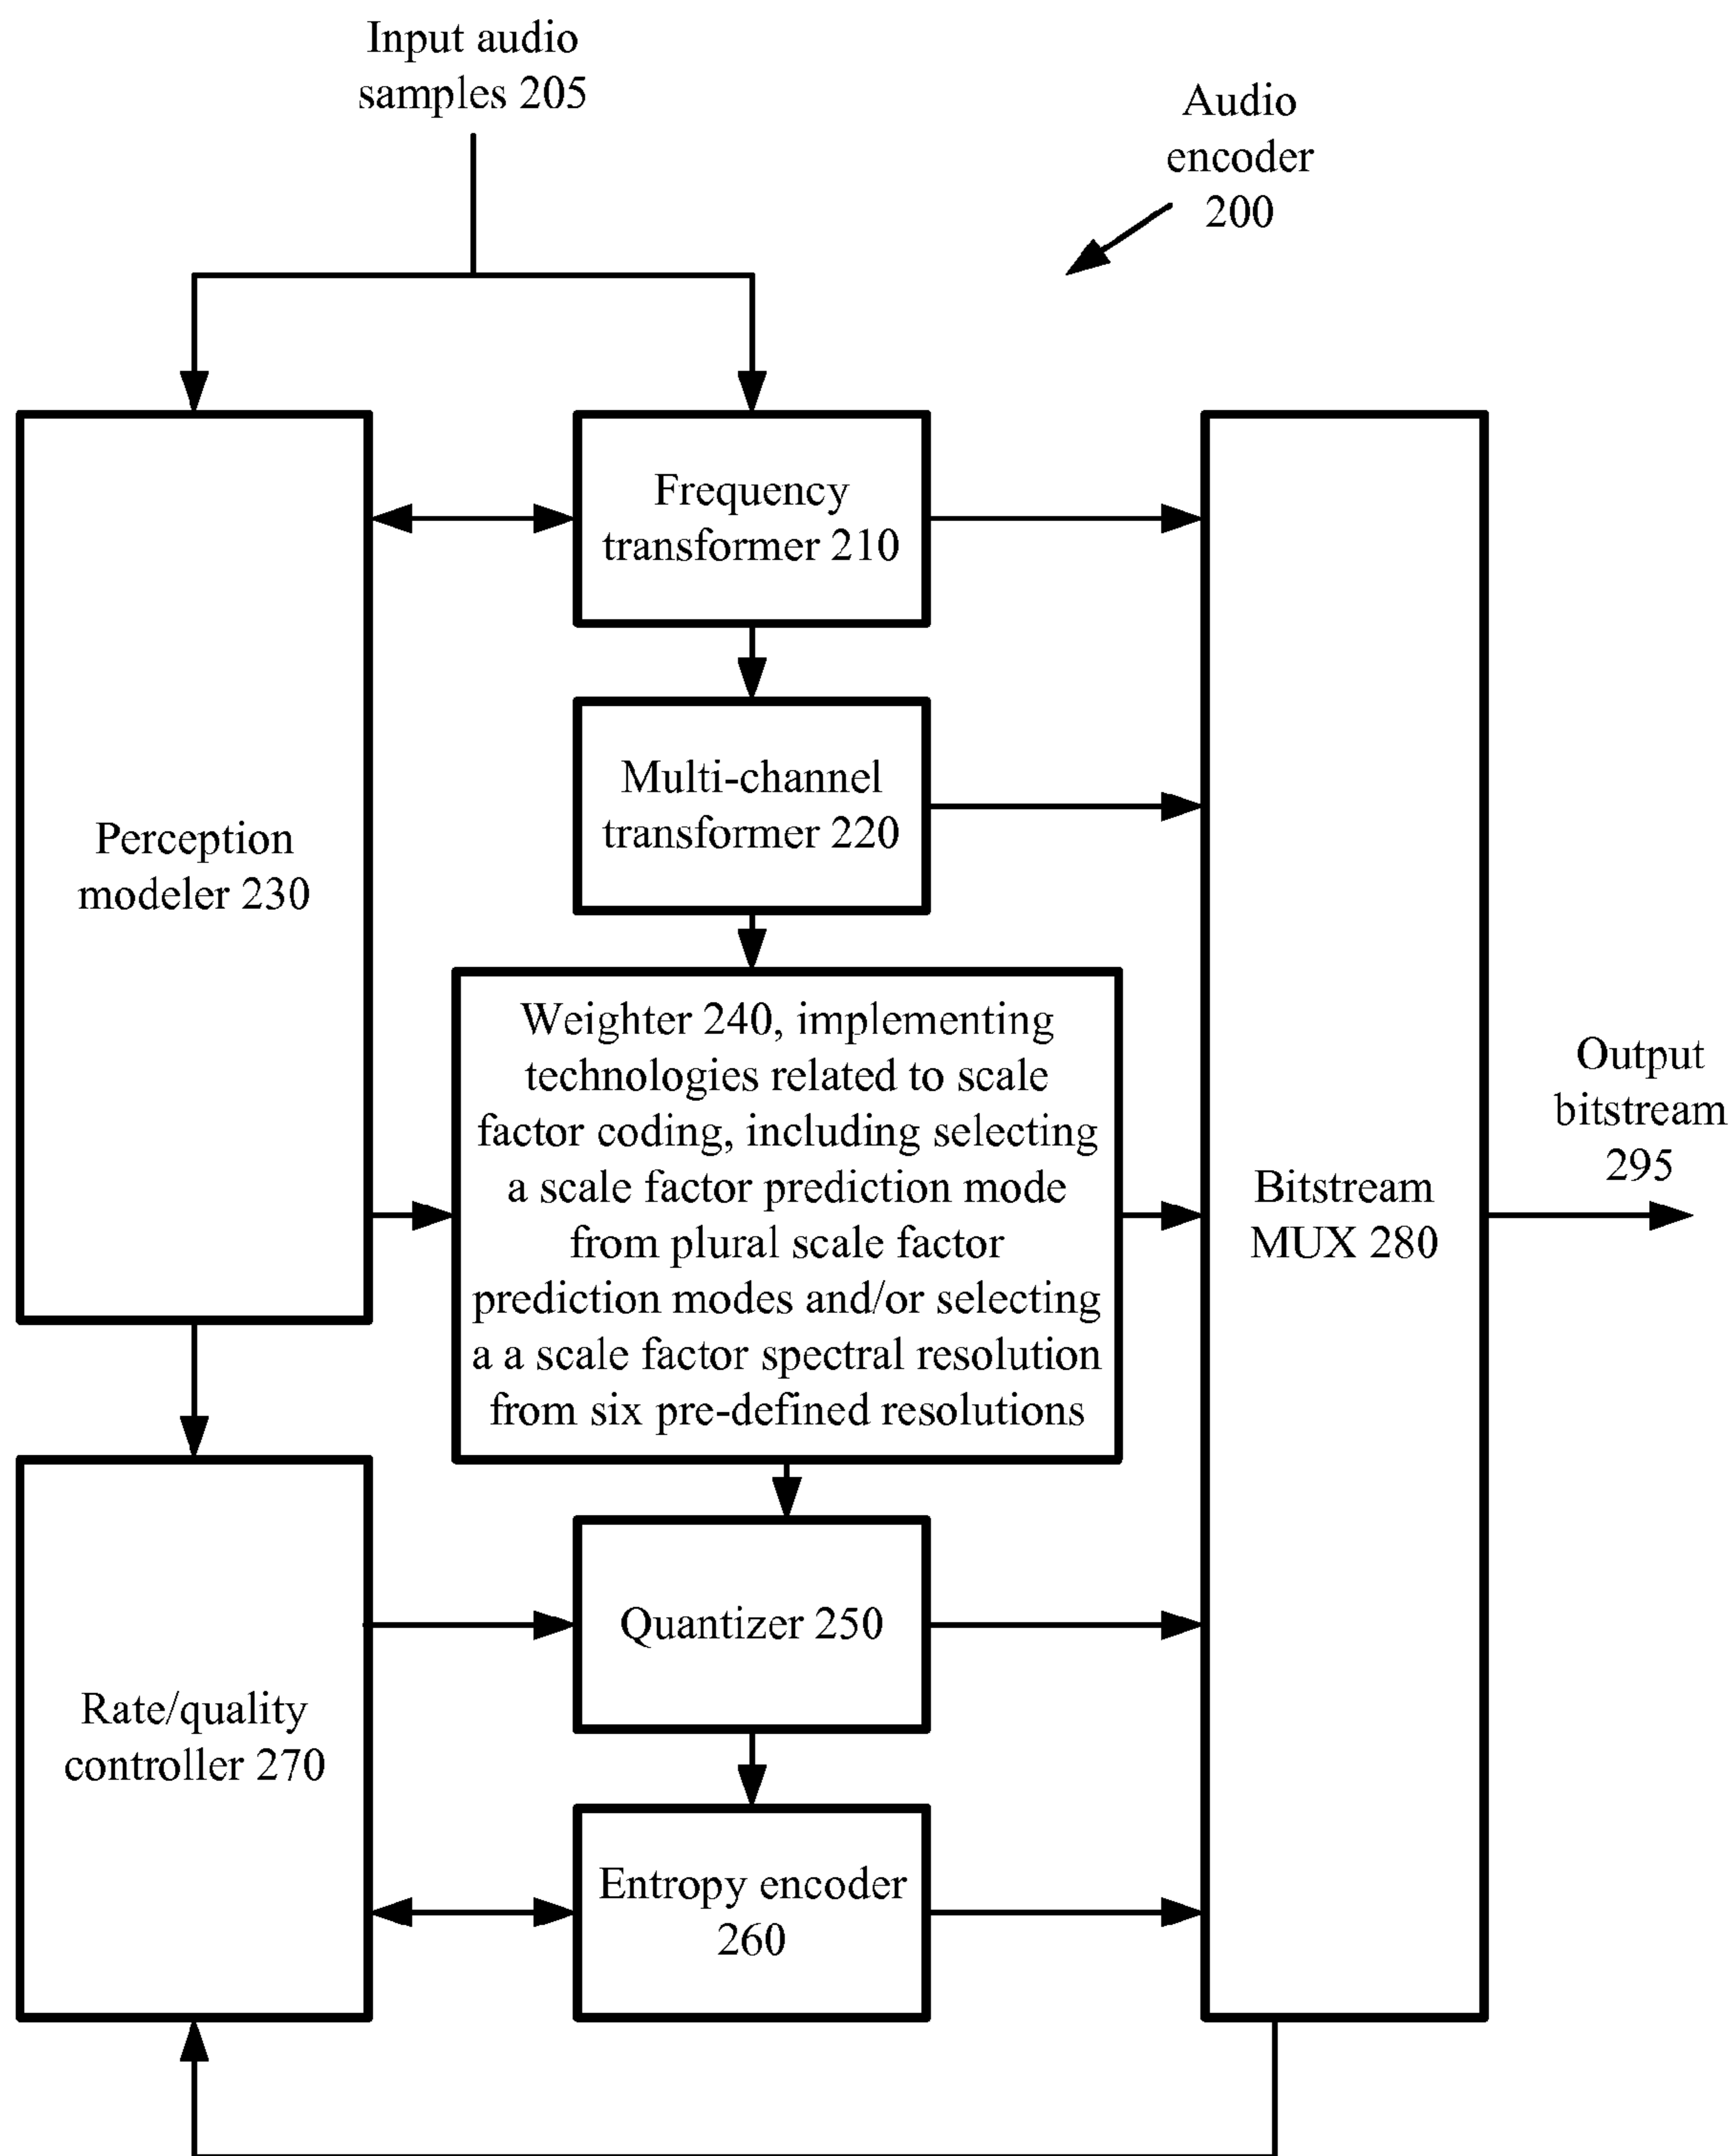 Input audio
samples 205
Audio
encoder
200
Frequency
transformer 210
Multi-channel
transformer 220
Perception
modeler 230
Weighter 240, implementing
technologies related to scale
factor coding, including selecting
a scale factor prediction mode
from plural scale factor
prediction modes and/or selecting
a a scale factor spectral resolution
from six pre-defined resolutions
Output
bitstream
295
Bitstream
MUX 280
Quantizer 250
Rate/quality
controller 270
Entropy encoder
260